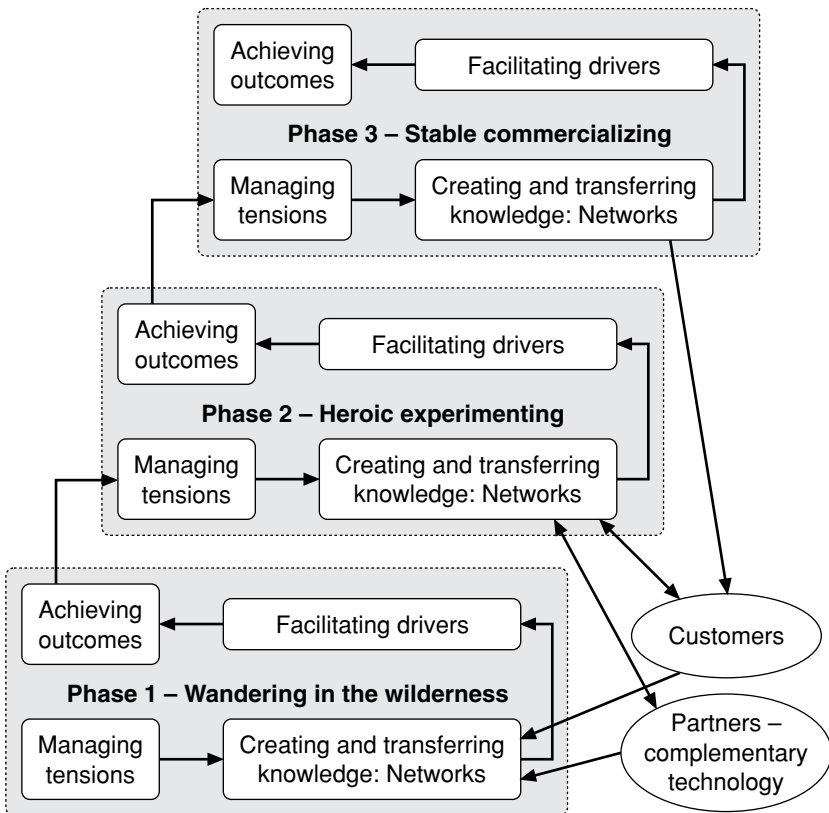 Achieving
outcomes
Facilitating drivers
Phase 3 – Stable commercializing
Managing
tensions
Creating and transferring
knowledge: Networks
Achieving
outcomes
Facilitating drivers
Phase 2 – Heroic experimenting
Managing
tensions
Creating and transferring
knowledge: Networks
Achieving
outcomes
Facilitating drivers
Phase 1 – Wandering in the wilderness
Managing
tensions
Creating and transferring
knowledge: Networks
Customers
Partners –
complementary
technology